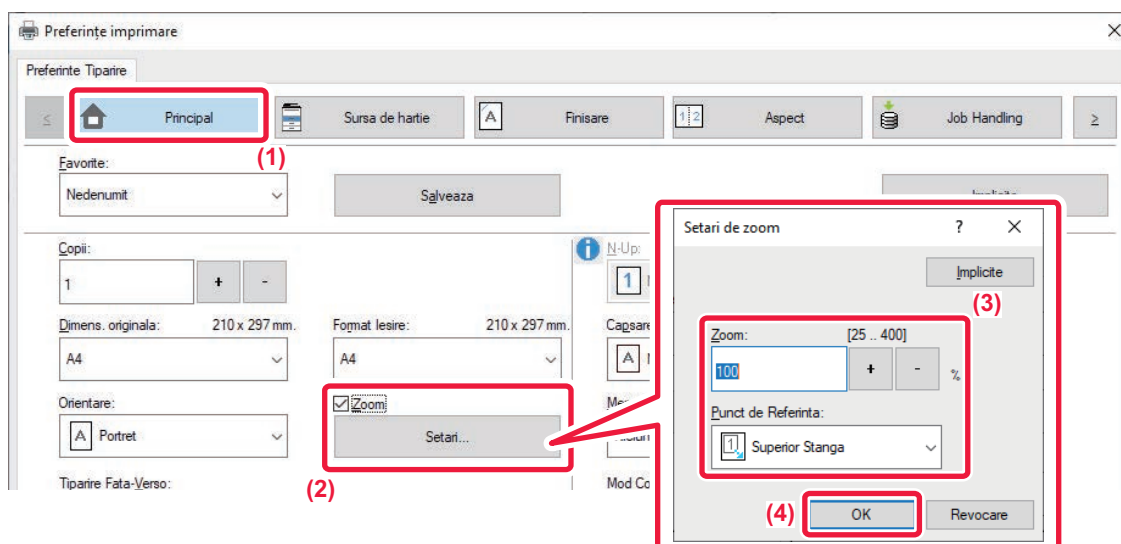 Preferințe imprimare
Preferinte Tiparire
<
Principal
Sursa de hartie
Finisare
Aspect
Job Handling
>
(1)
Favorite:
Nedenumit
Salveaza
Copii:
1
+
-
N-Up:
1
Dimens. originala:
210 x 297 mm.
Format Iesire:
210 x 297 mm.
Capsare
A4
A4
Orientare:
Zoom
Portret
Setari...
(2)
Tiparire Fata-Verso:
Mod Co
Setari de zoom
?
Implicite
(3)
Zoom:
[25 .. 400]
100
+
-
%
Punct de Referinta:
Superior Stanga
(4)
OK
Revocare